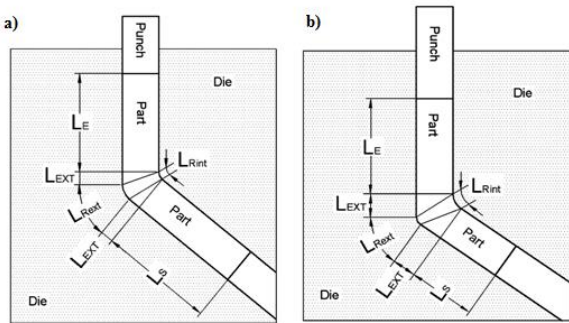 a)
Punch
Die
Part
LE
LEXT
LRint
LRext
LEXT
Part
LS
Die
b)
Punch
Die
Part
LE
LEXT
LRint
LRext
LEXT
Part
LS
Die